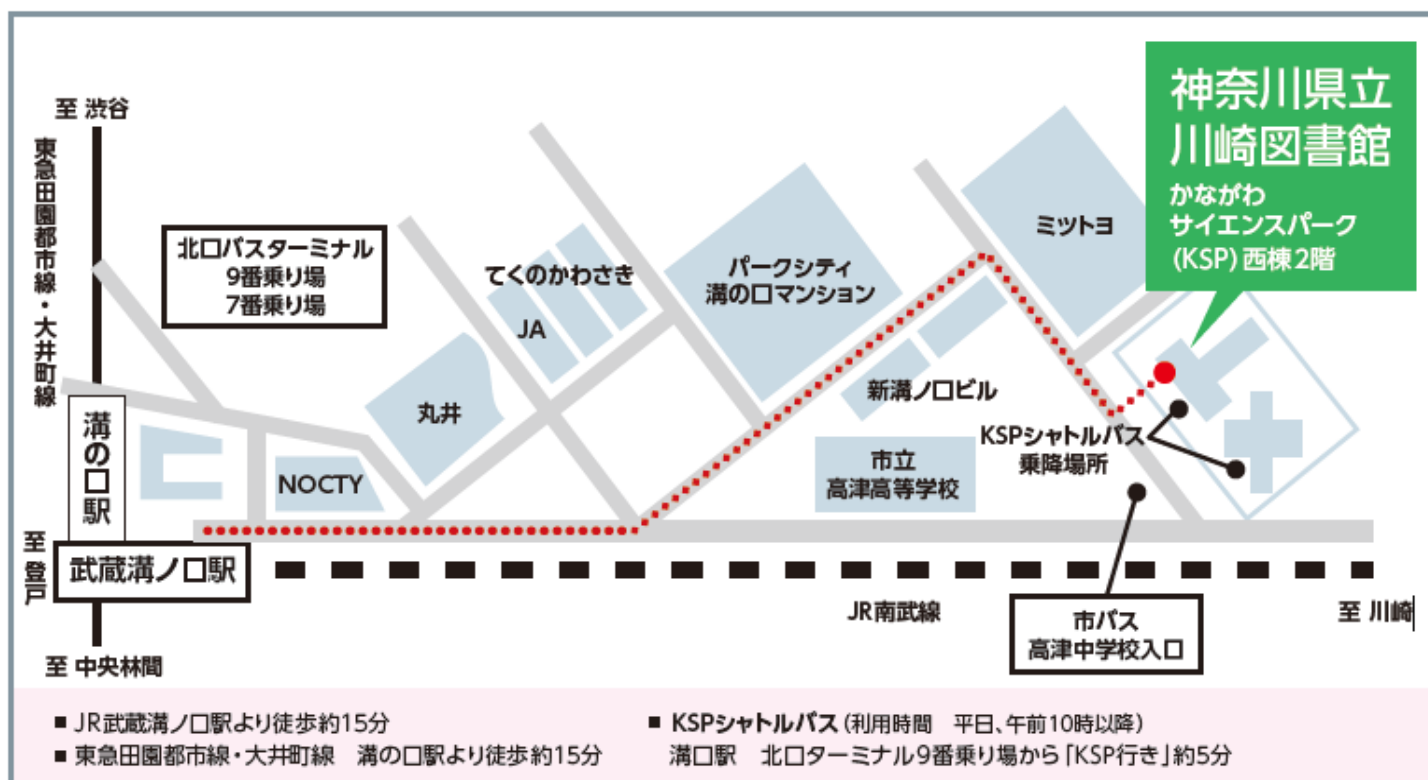 神奈川県立
川崎図書館
かながわ
サイエンスパーク
(KSP) 西棟2階
至 渋谷
東急田園都市線・大井町線
北口バスターミナル
9番乗り場
7番乗り場
てくのかわさき
JA
パークシティ
溝の口マンション
ミツトヨ
丸井
新溝ノ口ビル
KSPシャトルバス
乗降場所
溝の口駅
NOCTY
市立
高津高等学校
至 登戸
武蔵溝ノ口駅
JR南武線
市バス
高津中学校入口
至 川崎
至 中央林間
■ JR武蔵溝ノ口駅より徒歩約15分
■ 東急田園都市線・大井町線　溝の口駅より徒歩約15分
■ KSPシャトルバス (利用時間　平日、午前10時以降)
溝口駅　北口ターミナル9番乗り場から「KSP行き」約5分